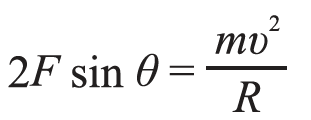 2F sin θ = mv²/R